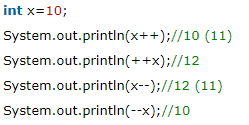 int x=10;
System.out.println(x++);//10 (11)
System.out.println(++x);//12
System.out.println(x--);//12 (11)
System.out.println(--x);//10